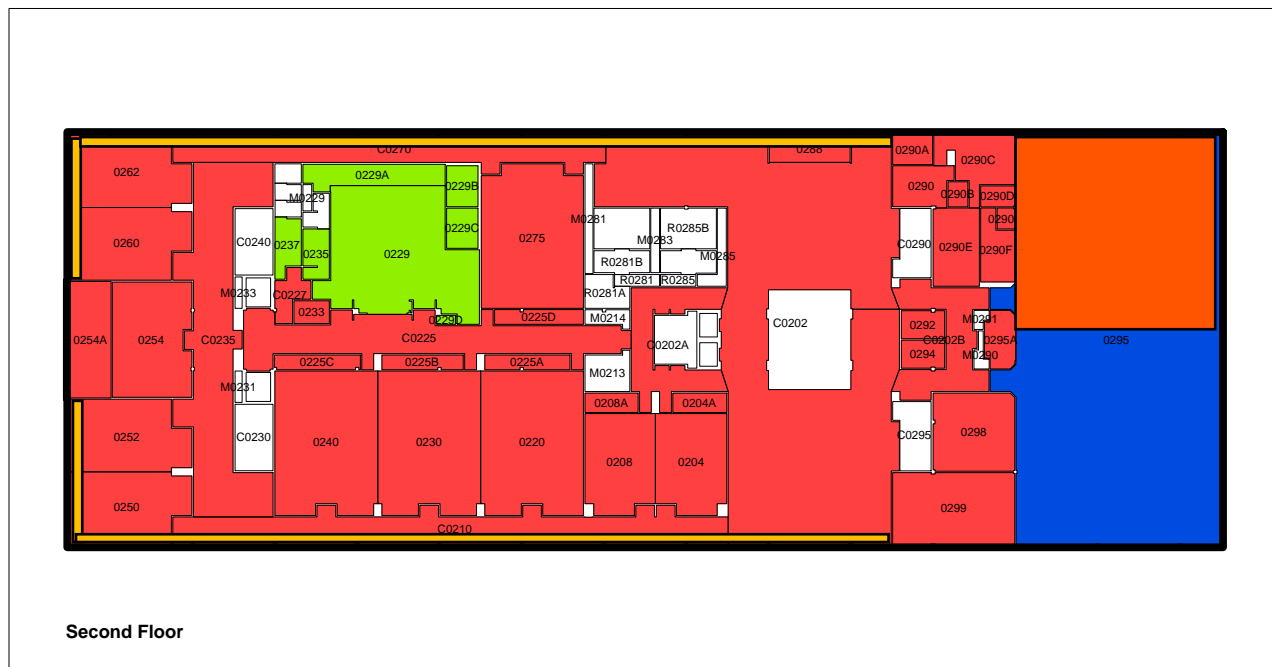 C0270
0288
0290A
0290C
0262
0229A
0229B
0290
0290B
0290D
M0229
M0281
R0285B
0290
0229C
C0240
0260
0237
0235
0229
0275
M0283
M0285
C0290
0290E
0290F
R0281B
R0281
R0285
M0233
C0227
R0281A
0233
0229D
0225D
M0214
C0202
0292
M0291
0254A
0254
C0235
C0225
C0202A
C0202B
0295A
0295
0294
M0290
0225C
0225B
0225A
M0213
M0231
0208A
0204A
0252
C0230
0240
0230
0220
0208
0204
C0295
0298
0250
C0210
0299
Second Floor